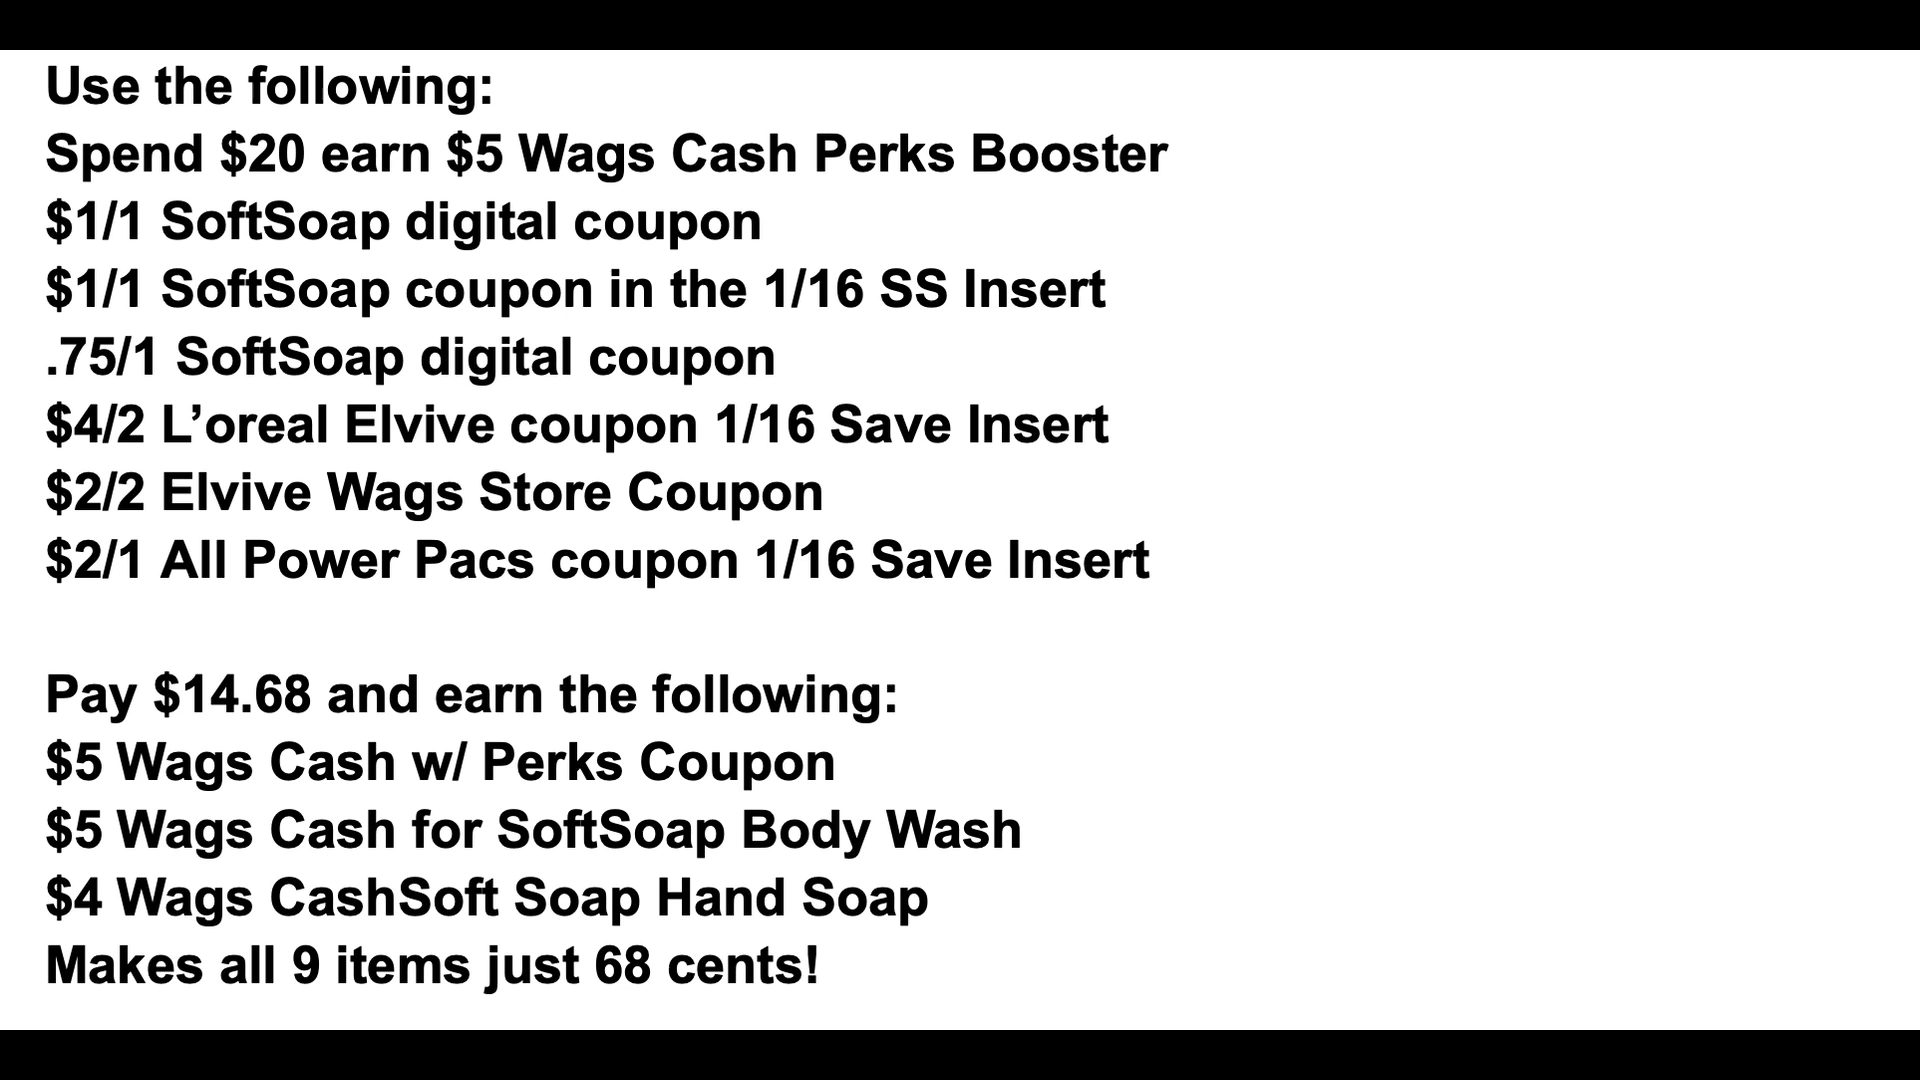 Use the following:
Spend $20 earn $5 Wags Cash Perks Booster
$1/1 SoftSoap digital coupon
$1/1 SoftSoap coupon in the 1/16 SS Insert
.75/1 SoftSoap digital coupon
$4/2 L’oreal Elvive coupon 1/16 Save Insert
$2/2 Elvive Wags Store Coupon
$2/1 All Power Pacs coupon 1/16 Save Insert
Pay $14.68 and earn the following:
$5 Wags Cash w/ Perks Coupon
$5 Wags Cash for SoftSoap Body Wash
$4 Wags CashSoft Soap Hand Soap
Makes all 9 items just 68 cents!